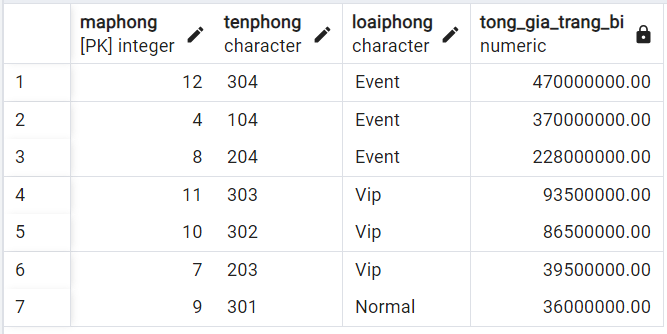 maphong tenphong loaiphong tong_gia_trang_bi
[PK] integer character character numeric
1 12 304 Event 470000000.00
2 4 104 Event 370000000.00
3 8 204 Event 228000000.00
4 11 303 Vip 93500000.00
5 10 302 Vip 86500000.00
6 7 203 Vip 39500000.00
7 9 301 Normal 36000000.00